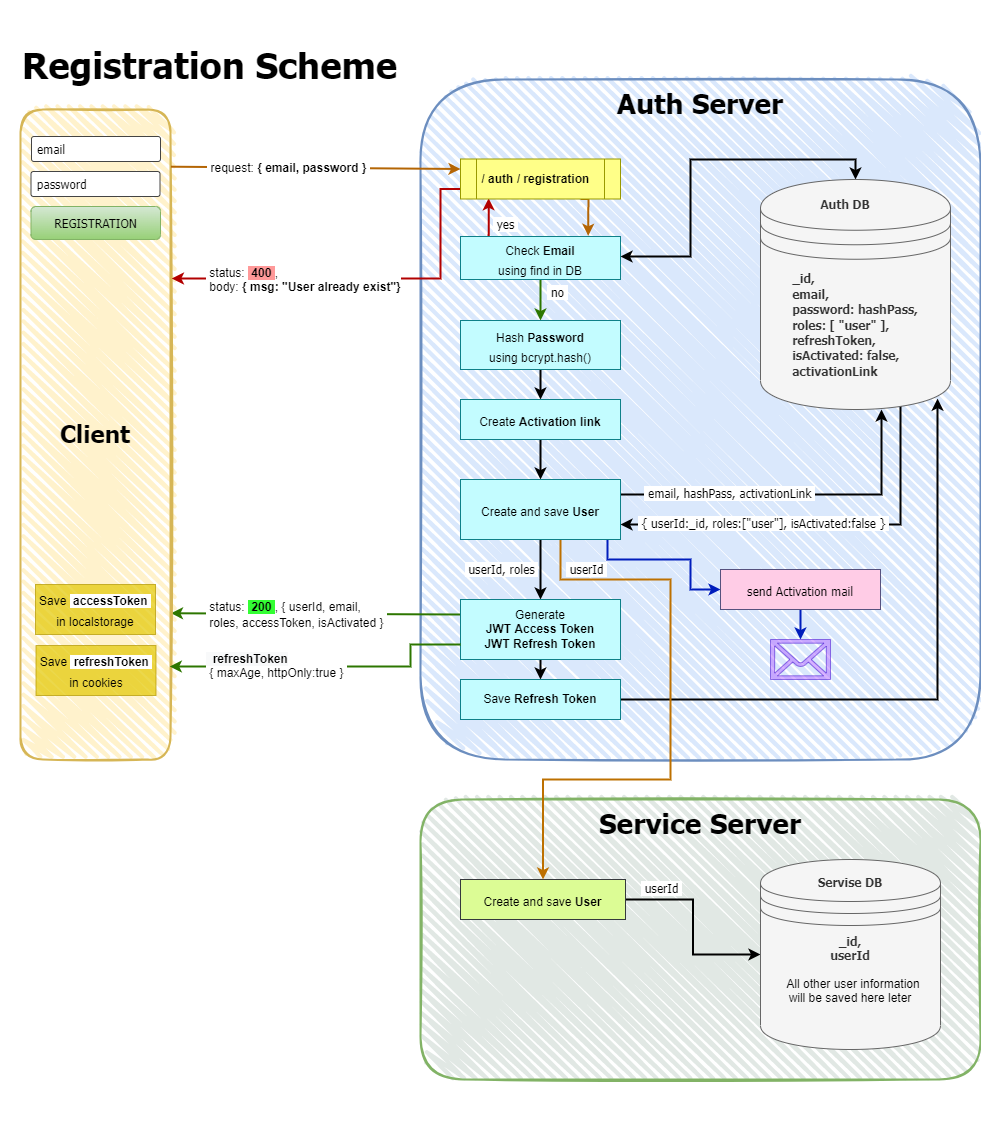 Registration Scheme
Auth Server
email
password
REGISTRATION
request: { email, password }
/ auth / registration
Auth DB
yes
Check Email
using find in DB
status: 400,
body: { msg: "User already exist"}
no
_id,
email,
password: hashPass,
roles: [ "user" ],
refreshToken,
isActivated: false,
activationLink
Hash Password
using bcrypt.hash()
Client
Create Activation link
Create and save User
email, hashPass, activationLink
{ userId:_id, roles:["user"], isActivated:false }
userId, roles
userId
send Activation mail
Save accessToken
in localstorage
status: 200, { userId, email,
roles, accessToken, isActivated }
Generate
JWT Access Token
JWT Refresh Token
Save refreshToken
in cookies
refreshToken
{ maxAge, httpOnly:true }
Save Refresh Token
Service Server
Create and save User
userId
Servise DB
_id,
userId
All other user information
will be saved here leter